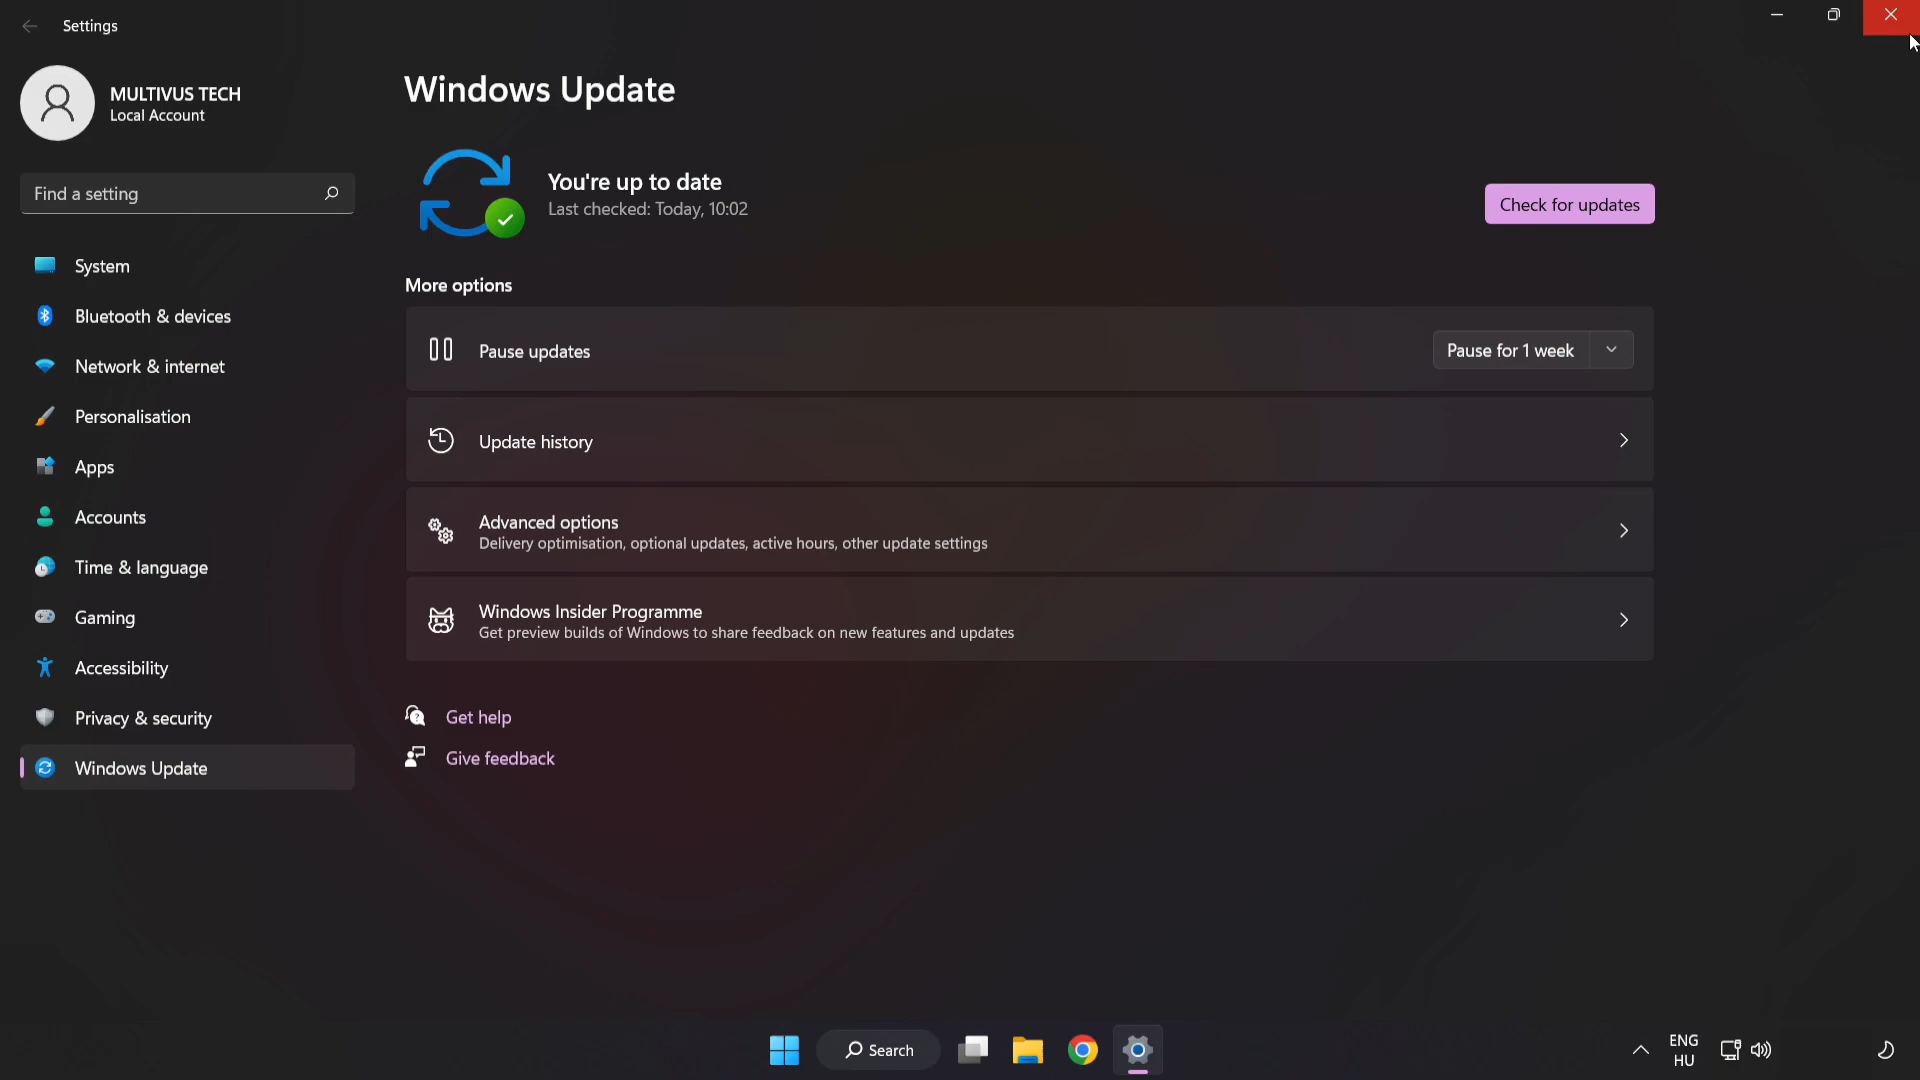 Settings
MULTIVUS TECH
Local Account
Find a setting
System
Bluetooth & devices
Network & internet
Personalisation
Apps
Accounts
Time & language
Gaming
Accessibility
Privacy & security
Windows Update
Windows Update
You're up to date
Last checked: Today, 10:02
Check for updates
More options
Pause updates
Pause for 1 week
Update history
Advanced options
Delivery optimisation, optional updates, active hours, other update settings
Windows Insider Programme
Get preview builds of Windows to share feedback on new features and updates
Get help
Give feedback
Search
ENG
HU